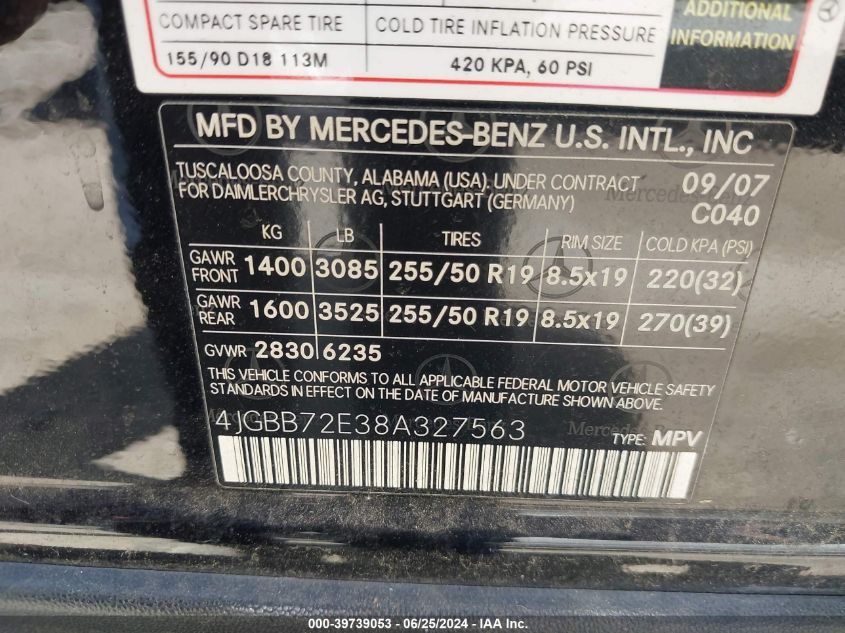 ADDITIONAL
INFORMATION
COMPACT SPARE TIRE
COLD TIRE INFLATION PRESSURE
155/90 D18 113M
420 KPA, 60 PSI
MFD BY MERCEDES-BENZ U.S. INTL., INC
TUSCALOOSA COUNTY, ALABAMA (USA). UNDER CONTRACT
FOR DAIMLERCHRYSLER AG, STUTTGART (GERMANY)
09/07
C040
KG LB TIRES RIM SIZE COLD KPA (PSI)
GAWR FRONT 1400 3085 255/50 R19 8.5x19 220(32)
GAWR REAR 1600 3525 255/50 R19 8.5x19 270(39)
GVWR 2830 6235
THIS VEHICLE CONFORMS TO ALL APPLICABLE FEDERAL MOTOR VEHICLE SAFETY
STANDARDS IN EFFECT ON THE DATE OF MANUFACTURE SHOWN ABOVE.
4JGBB72E38A327563
TYPE: MPV
000-39739053 - 06/25/2024 - IAA Inc.